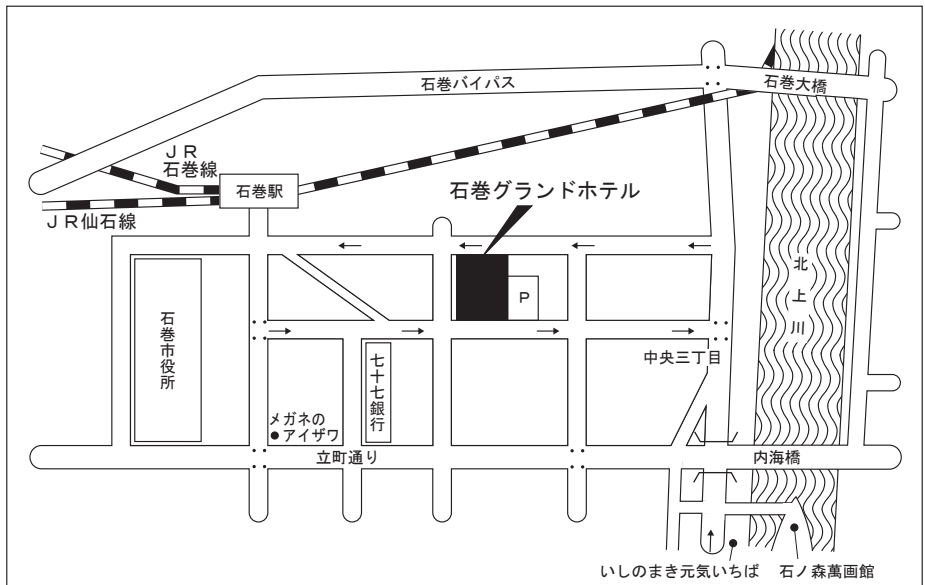 石巻バイパス
石巻大橋
ＪＲ
石巻線
石巻駅
ＪＲ仙石線
石巻グランドホテル
北上川
Ｐ
石巻市役所
中央三丁目
七十七銀行
メガネの
アイザワ
立町通り
内海橋
いしのまき元気いちば
石ノ森萬画館